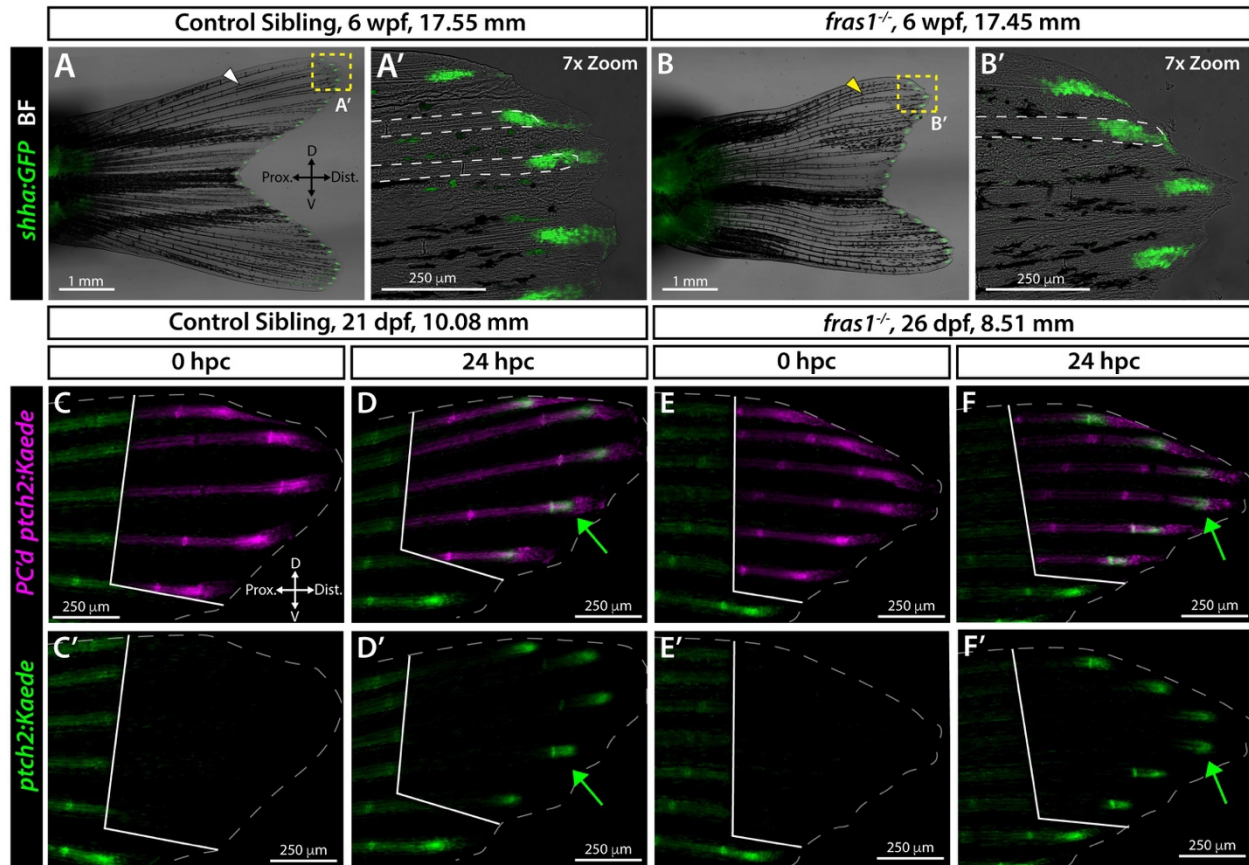 Control Sibling, 6 wpf, 17.55 mm
fras1-/-, 6 wpf, 17.45 mm
shha:GFP BF
A
A'
D
Prox. Dist.
V
1 mm
A'
7x Zoom
250 µm
B
B'
1 mm
B'
7x Zoom
250 µm
Control Sibling, 21 dpf, 10.08 mm
fras1-/-, 26 dpf, 8.51 mm
0 hpc
24 hpc
0 hpc
24 hpc
PC'd ptch2:Kaede
C
D
Prox. Dist.
V
250 µm
D
250 µm
E
250 µm
F
250 µm
ptch2:Kaede
C'
250 µm
D'
250 µm
E'
250 µm
F'
250 µm